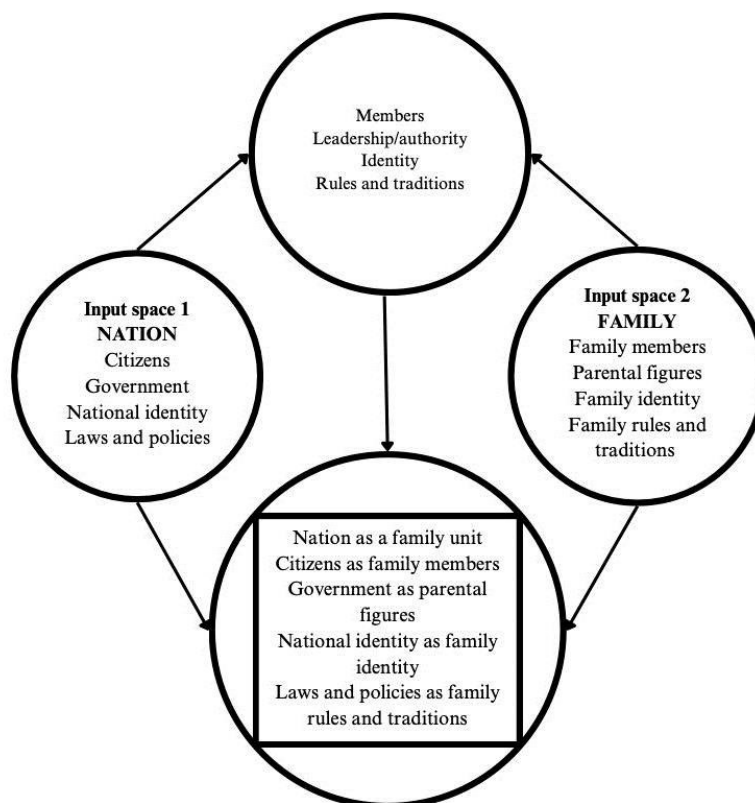 Members
Leadership/authority
Identity
Rules and traditions
Input space 1
NATION
Citizens
Government
National identity
Laws and policies
Input space 2
FAMILY
Family members
Parental figures
Family identity
Family rules and
traditions
Nation as a family unit
Citizens as family members
Government as parental
figures
National identity as family
identity
Laws and policies as family
rules and traditions